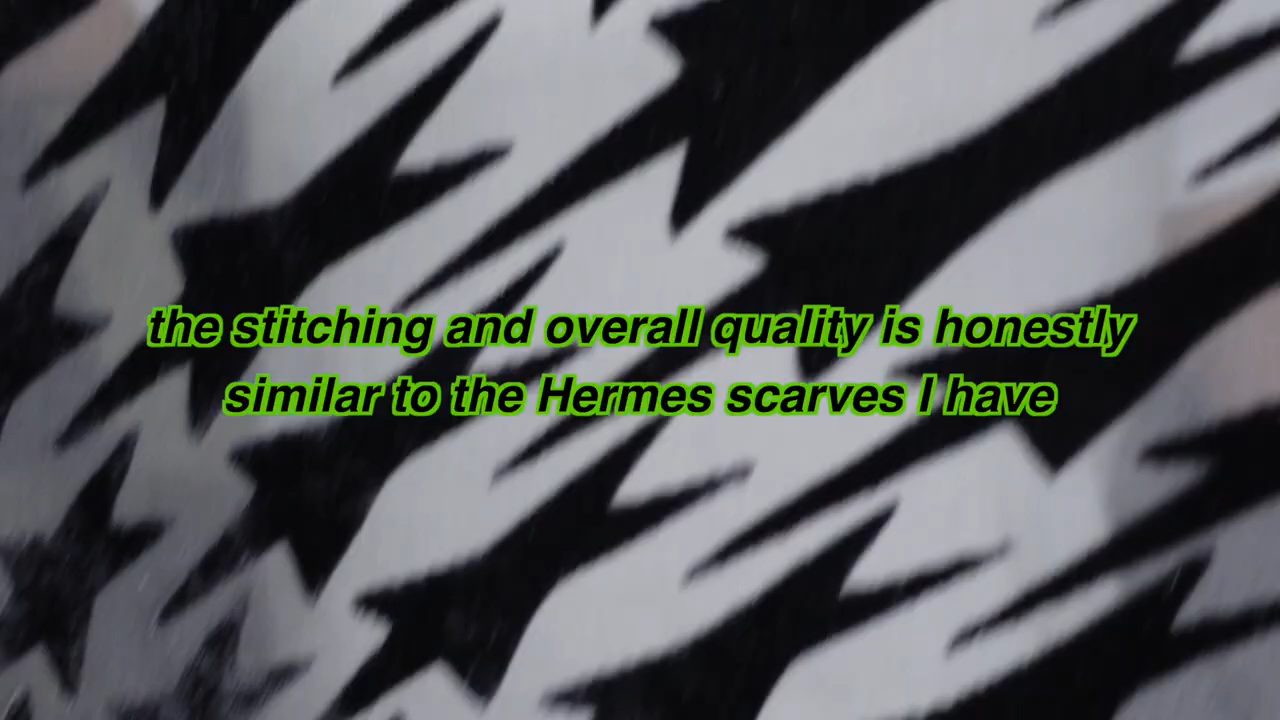 the stitching and overall quality is honestly
similar to the Hermes scarves I have